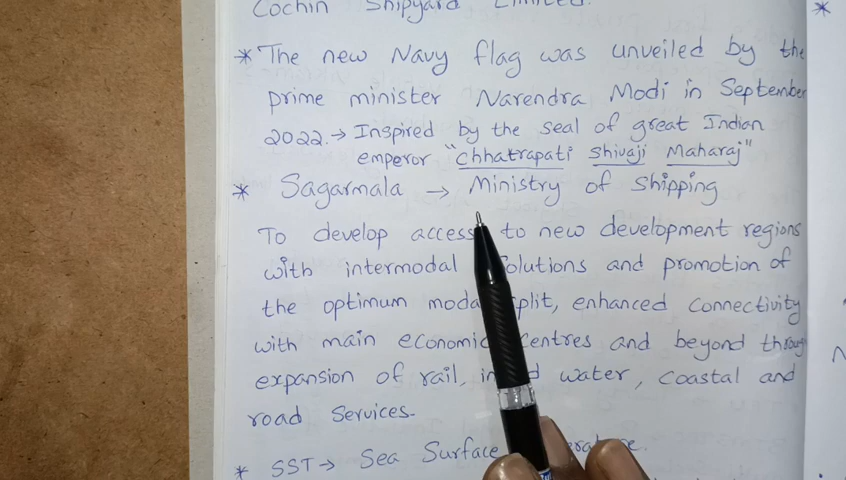 Cochin Shipyard Limited.
* The new Navy flag was unveiled by the
prime minister Narendra Modi in September
2022. → Inspired by the seal of great Indian
emperor "Chhatrapati Shivaji Maharaj"
* Sagarmala → Ministry of Shipping
To develop access to new development regions
with intermodal solutions and promotion of
the optimum modal split, enhanced connectivity
with main economic centres and beyond through
expansion of rail, inland water, coastal and
road services.
* SST → Sea Surface
*